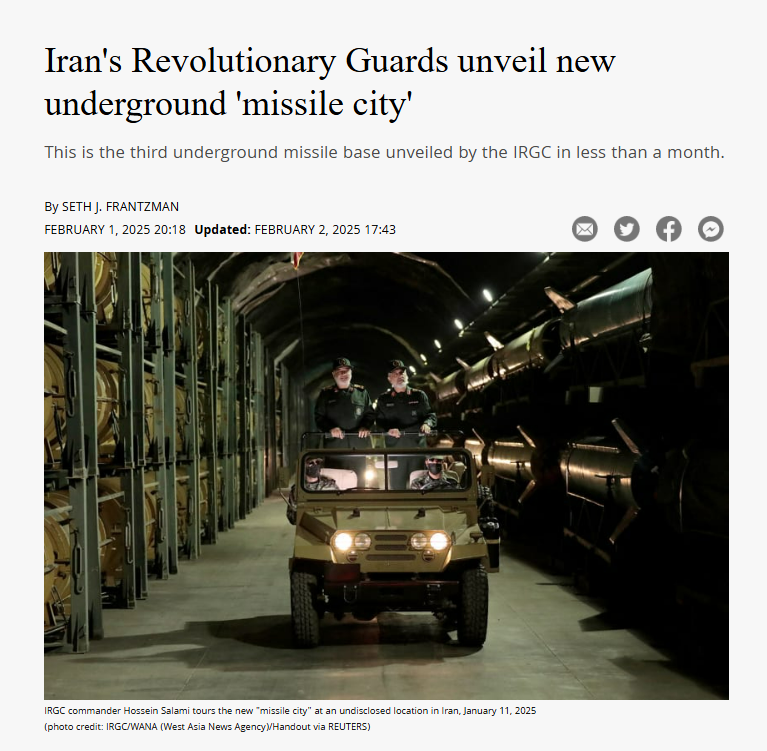 Iran's Revolutionary Guards unveil new
underground 'missile city'
This is the third underground missile base unveiled by the IRGC in less than a month.
By SETH J. FRANTZMAN
FEBRUARY 1, 2025 20:18 Updated: FEBRUARY 2, 2025 17:43
IRGC commander Hossein Salami tours the new "missile city" at an undisclosed location in Iran, January 11, 2025
(photo credit: IRGC/WANA (West Asia News Agency)/Handout via REUTERS)